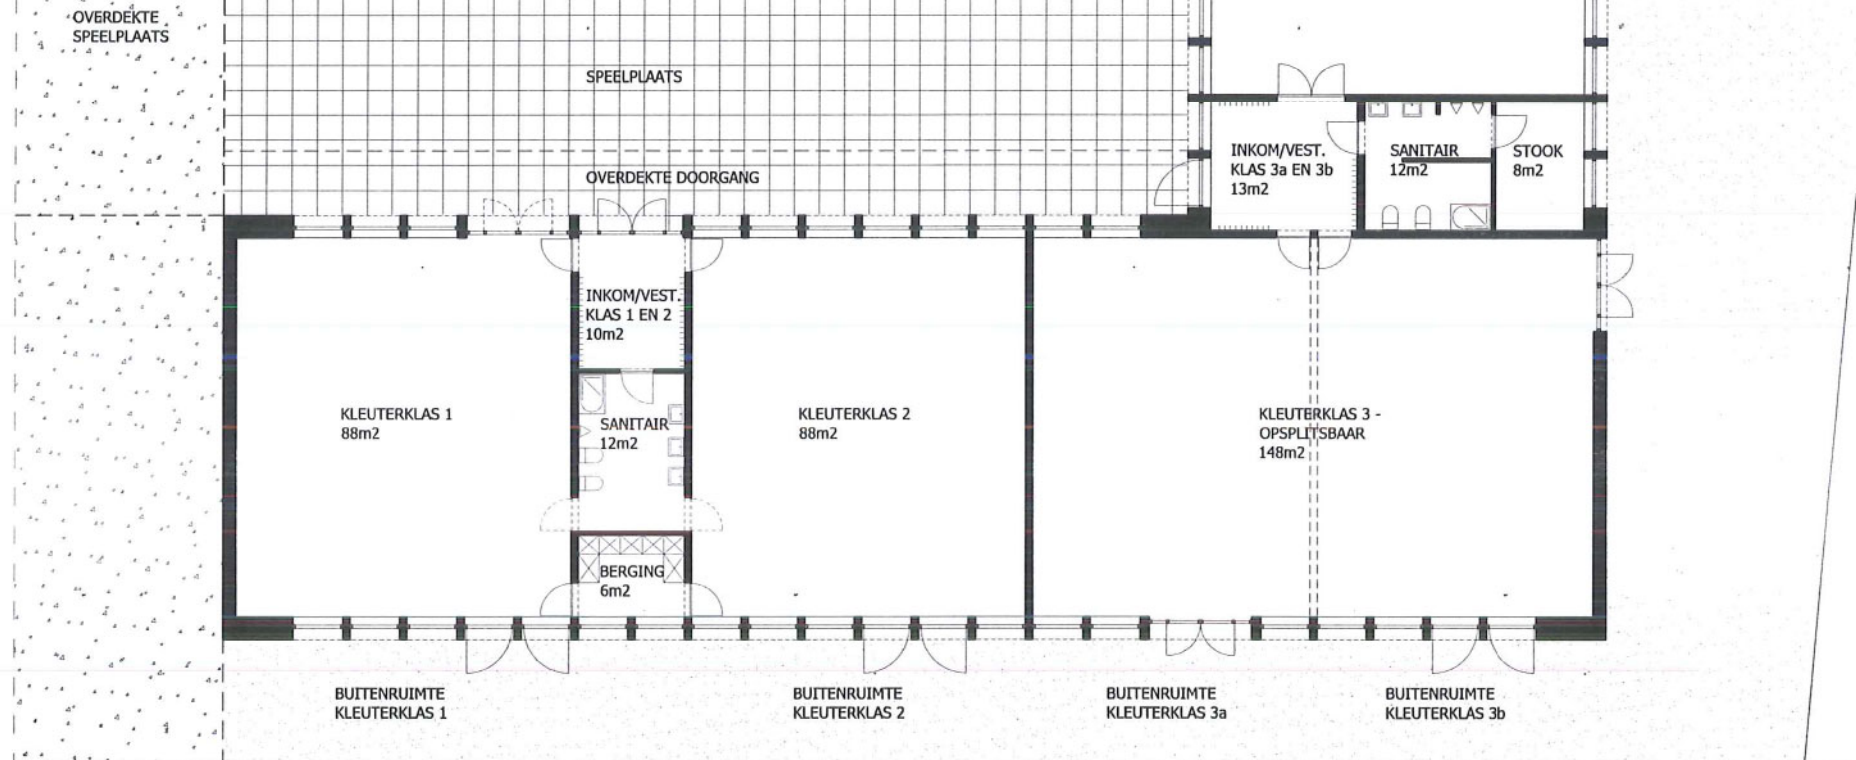 OVERDEKTE
SPEELPLAATS
SPEELPLAATS
OVERDEKTE DOORGANG
INKOM/VEST.
KLAS 3a EN 3b
13m2
SANITAIR
12m2
STOOK
8m2
INKOM/VEST.
KLAS 1 EN 2
10m2
KLEUTERKLAS 1
88m2
SANITAIR
12m2
KLEUTERKLAS 2
88m2
KLEUTERKLAS 3 -
OPSPLITSBAAR
148m2
BERGING
6m2
BUITENRUIMTE
KLEUTERKLAS 1
BUITENRUIMTE
KLEUTERKLAS 2
BUITENRUIMTE
KLEUTERKLAS 3a
BUITENRUIMTE
KLEUTERKLAS 3b